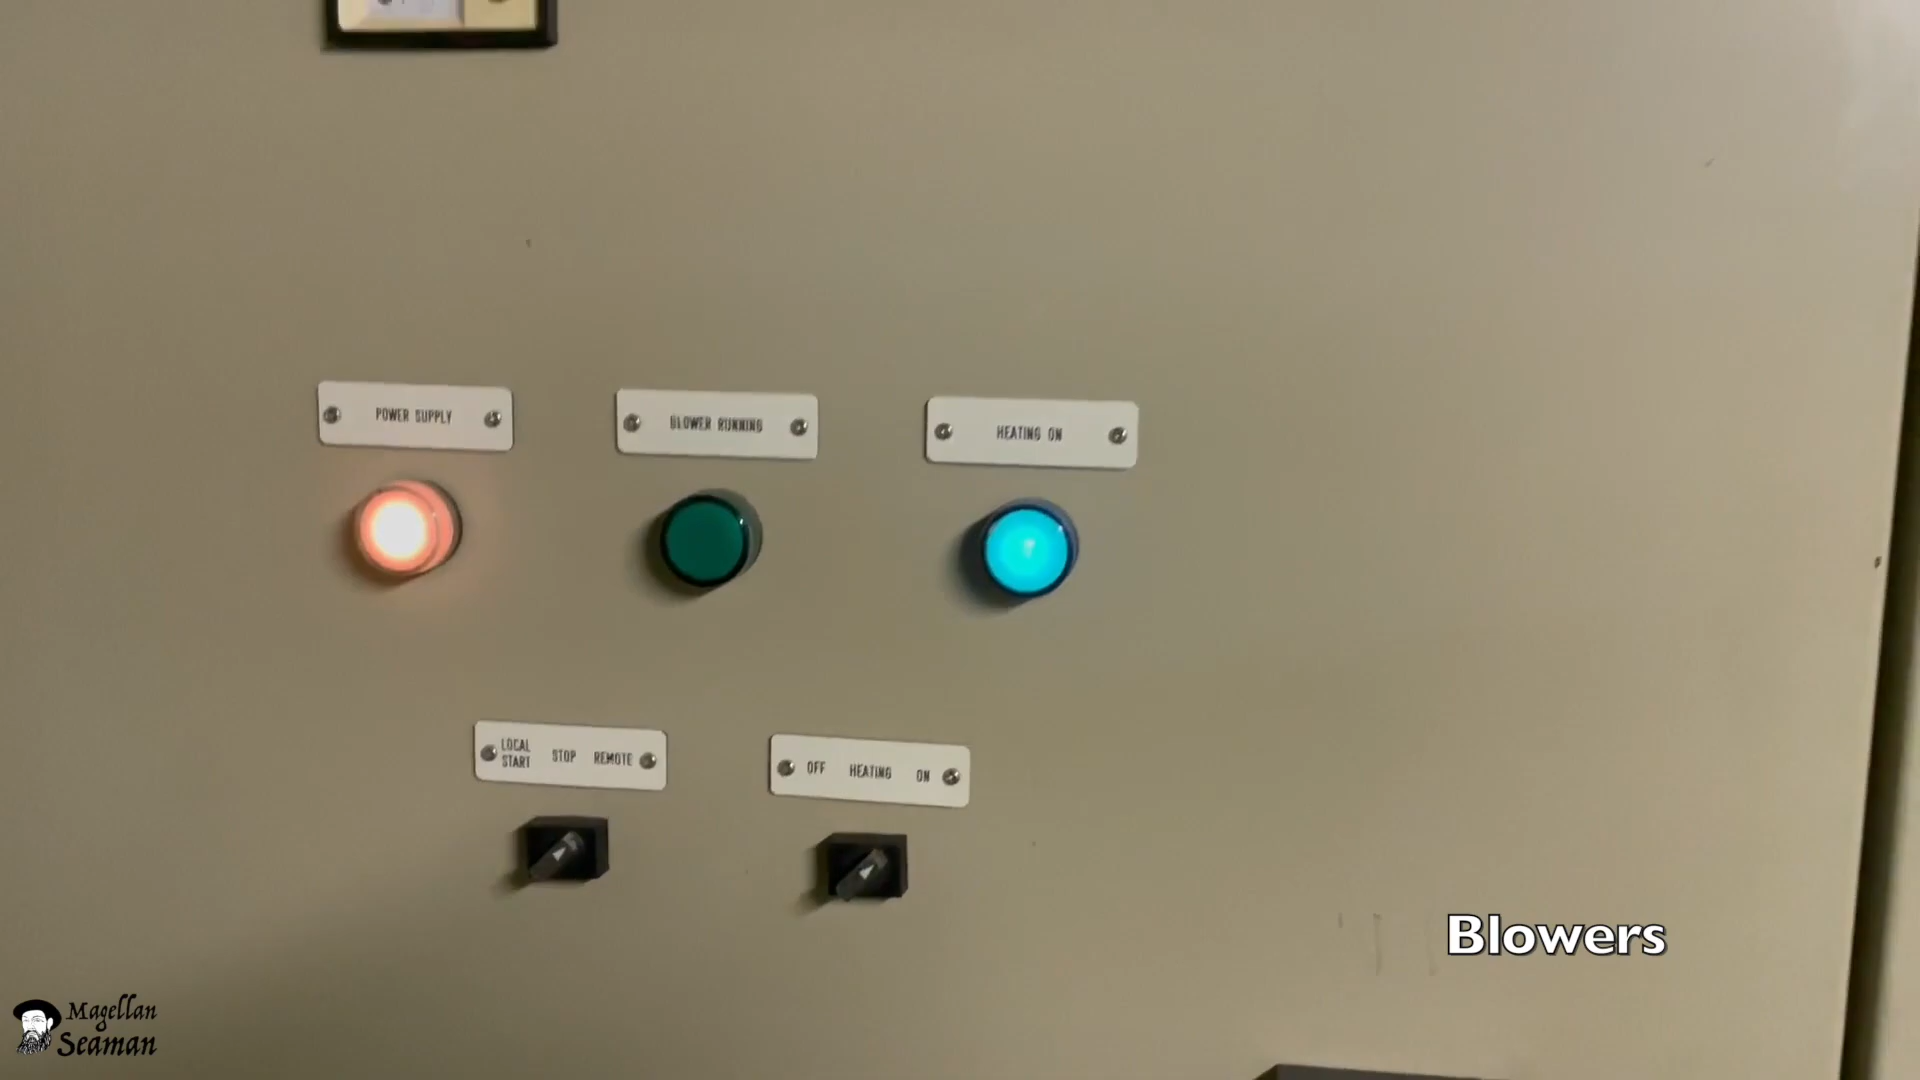 POWER SUPPLY
BLOWER RUNNING
HEATING ON
LOCAL START STOP REMOTE
OFF HEATING ON
Blowers
Magellan
Seaman